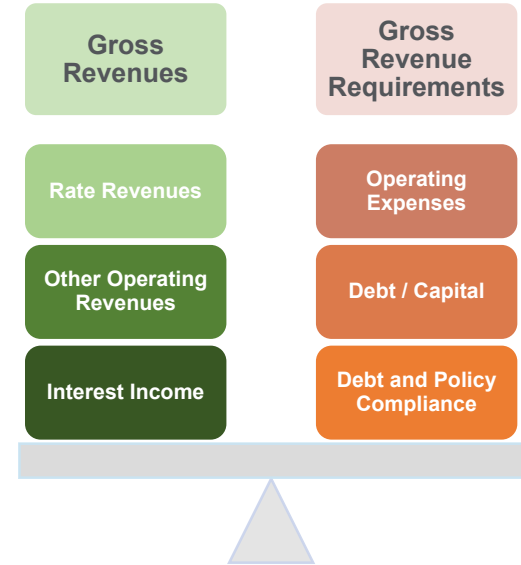 Gross
Revenues
Gross
Revenue
Requirements
Rate Revenues
Operating
Expenses
Other Operating
Revenues
Debt / Capital
Interest Income
Debt and Policy
Compliance